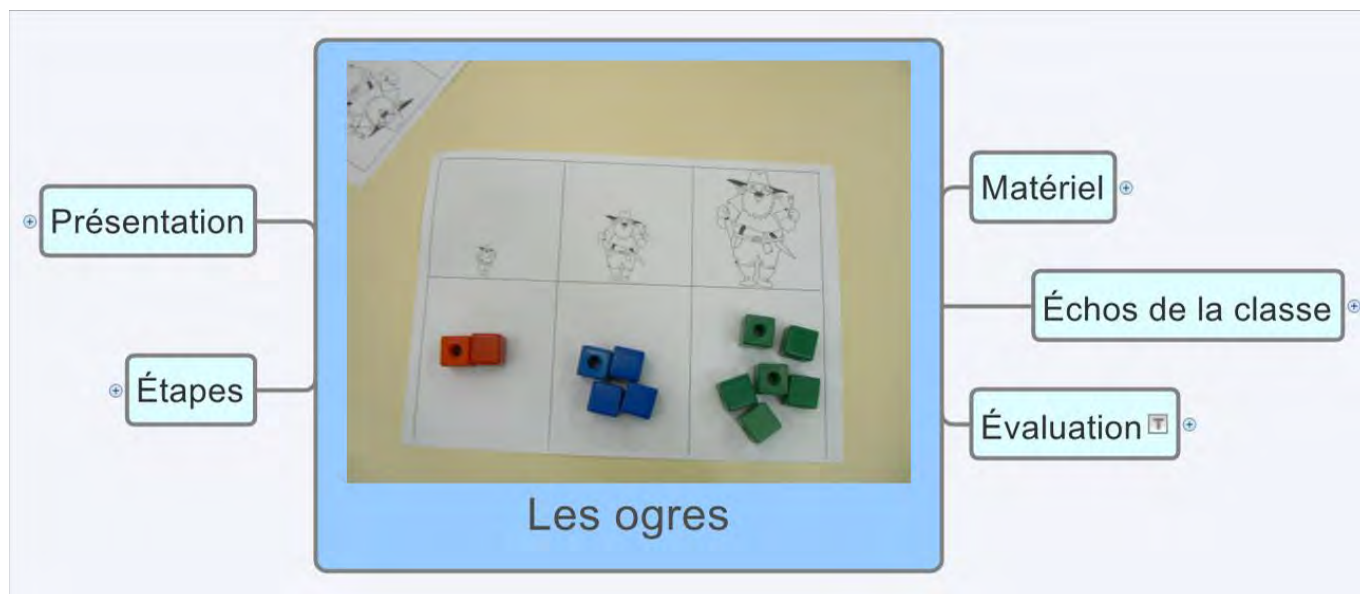 Présentation
Étapes
Les ogres
Matériel
Échos de la classe
Évaluation